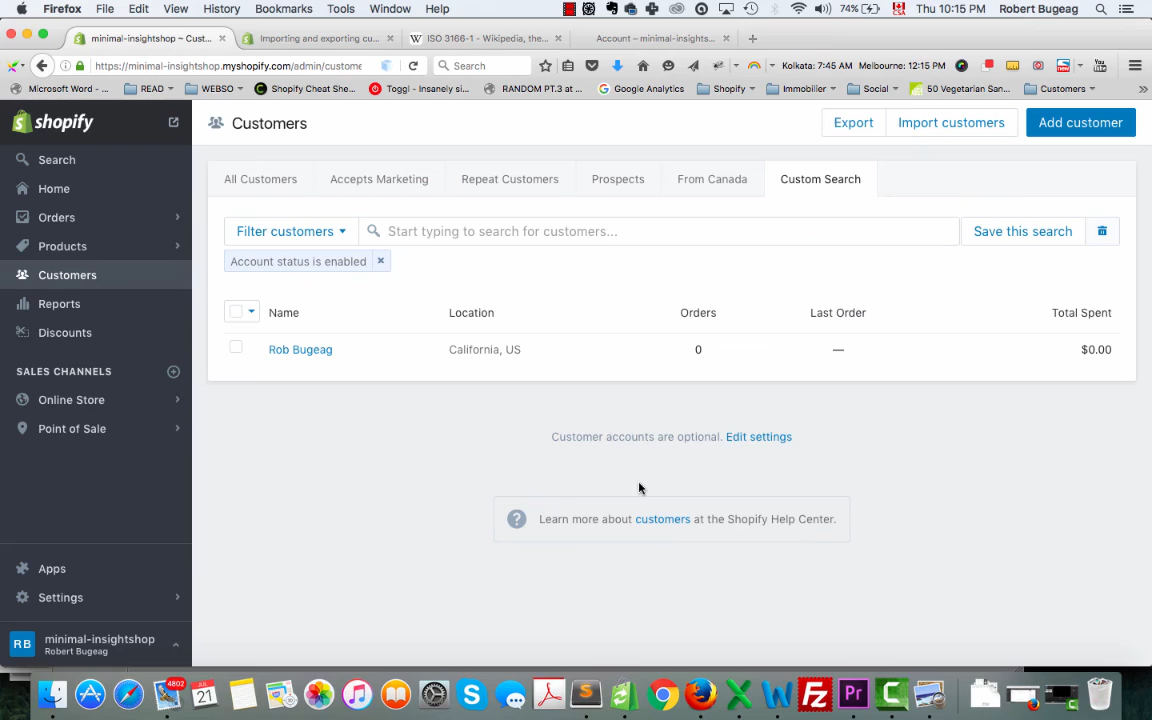 Firefox File Edit View History Bookmarks Tools Window Help 74% Thu 10:15 PM Robert Bugeag
minimal-insightshop ~ Cust... × Importing and exporting cu... × W ISO 3166-1 - Wikipedia, the... × Account – minimal-insights... × +
https://minimal-insightshop.myshopify.com/admin/custome Search Kolkata: 7:45 AM Melbourne: 12:15 PM
Microsoft Word - ... READ WEBSO Shopify Cheat She... Toggl - Insanely si... RANDOM PT.3 at ... Google Analytics Shopify Immobilier Social 50 Vegetarian San... Customers
shopify
Customers
Export
Import customers
Add customer
Search
Home
Orders
Products
Customers
Reports
Discounts
SALES CHANNELS
Online Store
Point of Sale
Apps
Settings
RB
minimal-insightshop
Robert Bugeag
All Customers Accepts Marketing Repeat Customers Prospects From Canada Custom Search
Filter customers Start typing to search for customers... Save this search
Account status is enabled ×
Name Location Orders Last Order Total Spent
Rob Bugeag California, US 0 — $0.00
Customer accounts are optional. Edit settings
? Learn more about customers at the Shopify Help Center.
4802
JUL
21